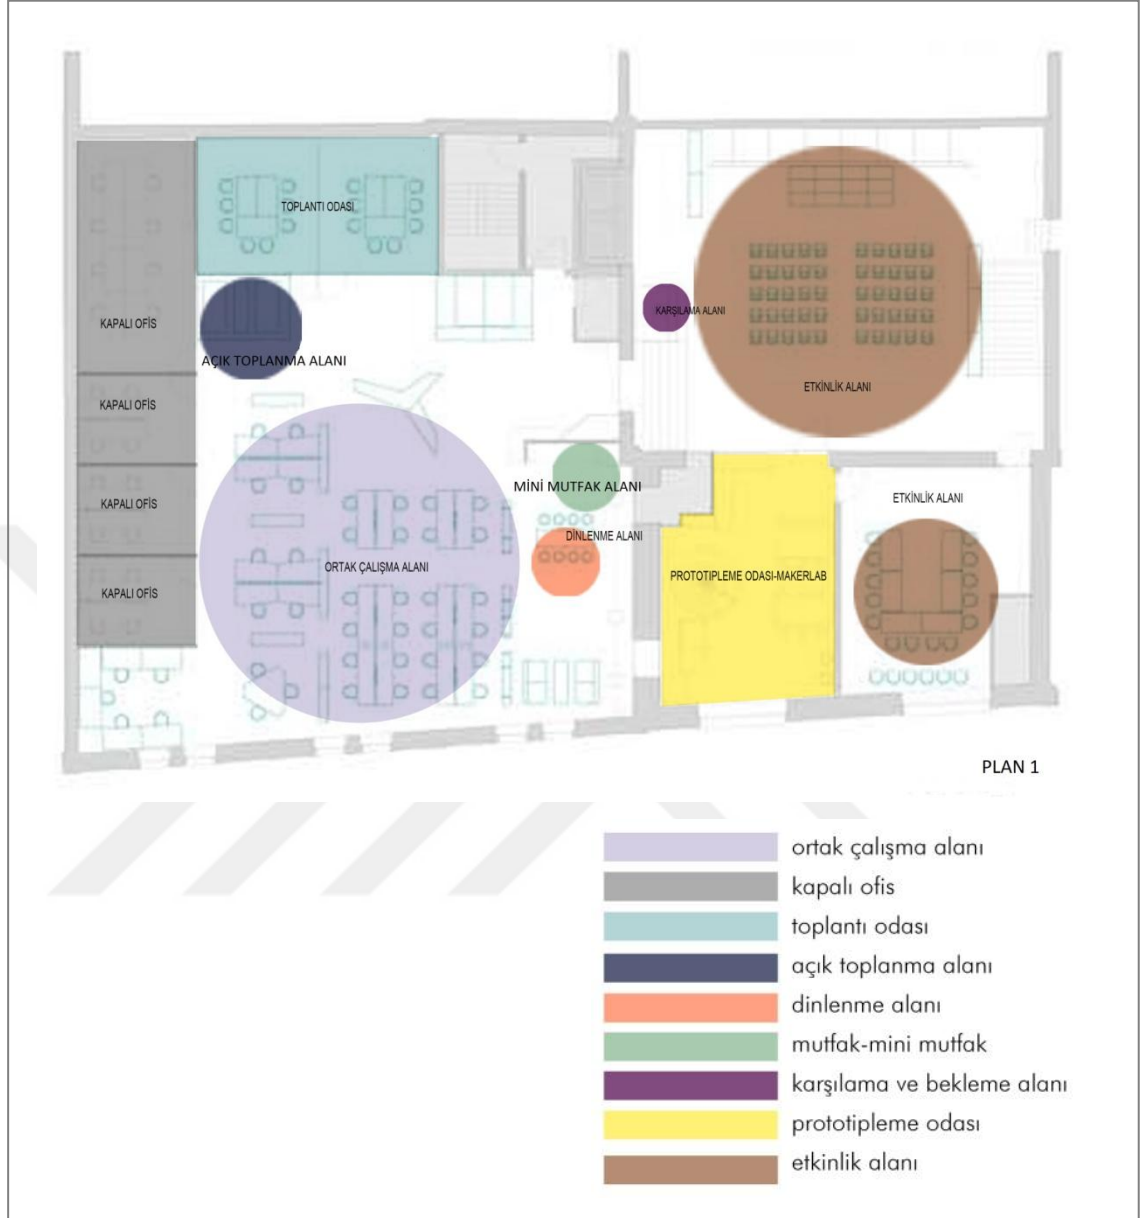 TOPLANTI ODASI
KARŞILAMA ALANI
KAPALI OFİS
AÇIK TOPLANMA ALANI
ETKİNLİK ALANI
KAPALI OFİS
MİNİ MUTFAK ALANI
ETKİNLİK ALANI
KAPALI OFİS
DİNLENME ALANI
ORTAK ÇALIŞMA ALANI
PROTOTIPLEME ODASI-MAKERLAB
KAPALI OFİS
PLAN 1
ortak çalışma alanı
kapalı ofis
toplantı odası
açık toplanma alanı
dinlenme alanı
mutfak-mini mutfak
karşılama ve bekleme alanı
prototipleme odası
etkinlik alanı